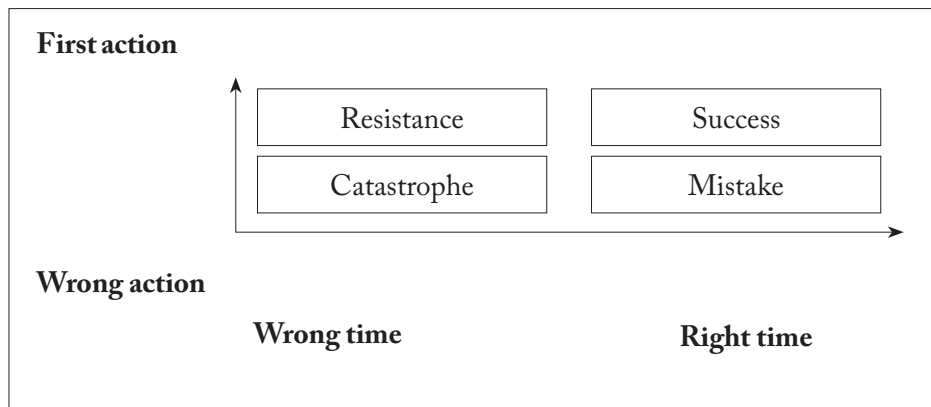 First action
Resistance Success
Catastrophe Mistake
Wrong action
Wrong time Right time